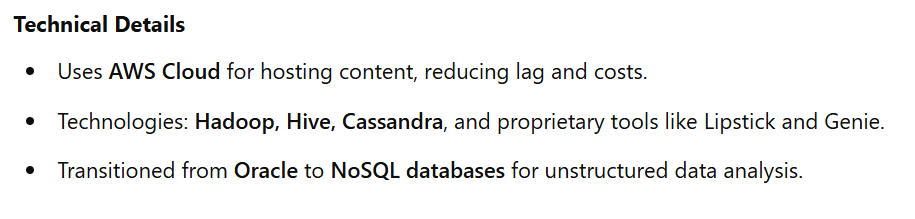 Technical Details
• Uses AWS Cloud for hosting content, reducing lag and costs.
• Technologies: Hadoop, Hive, Cassandra, and proprietary tools like Lipstick and Genie.
• Transitioned from Oracle to NoSQL databases for unstructured data analysis.